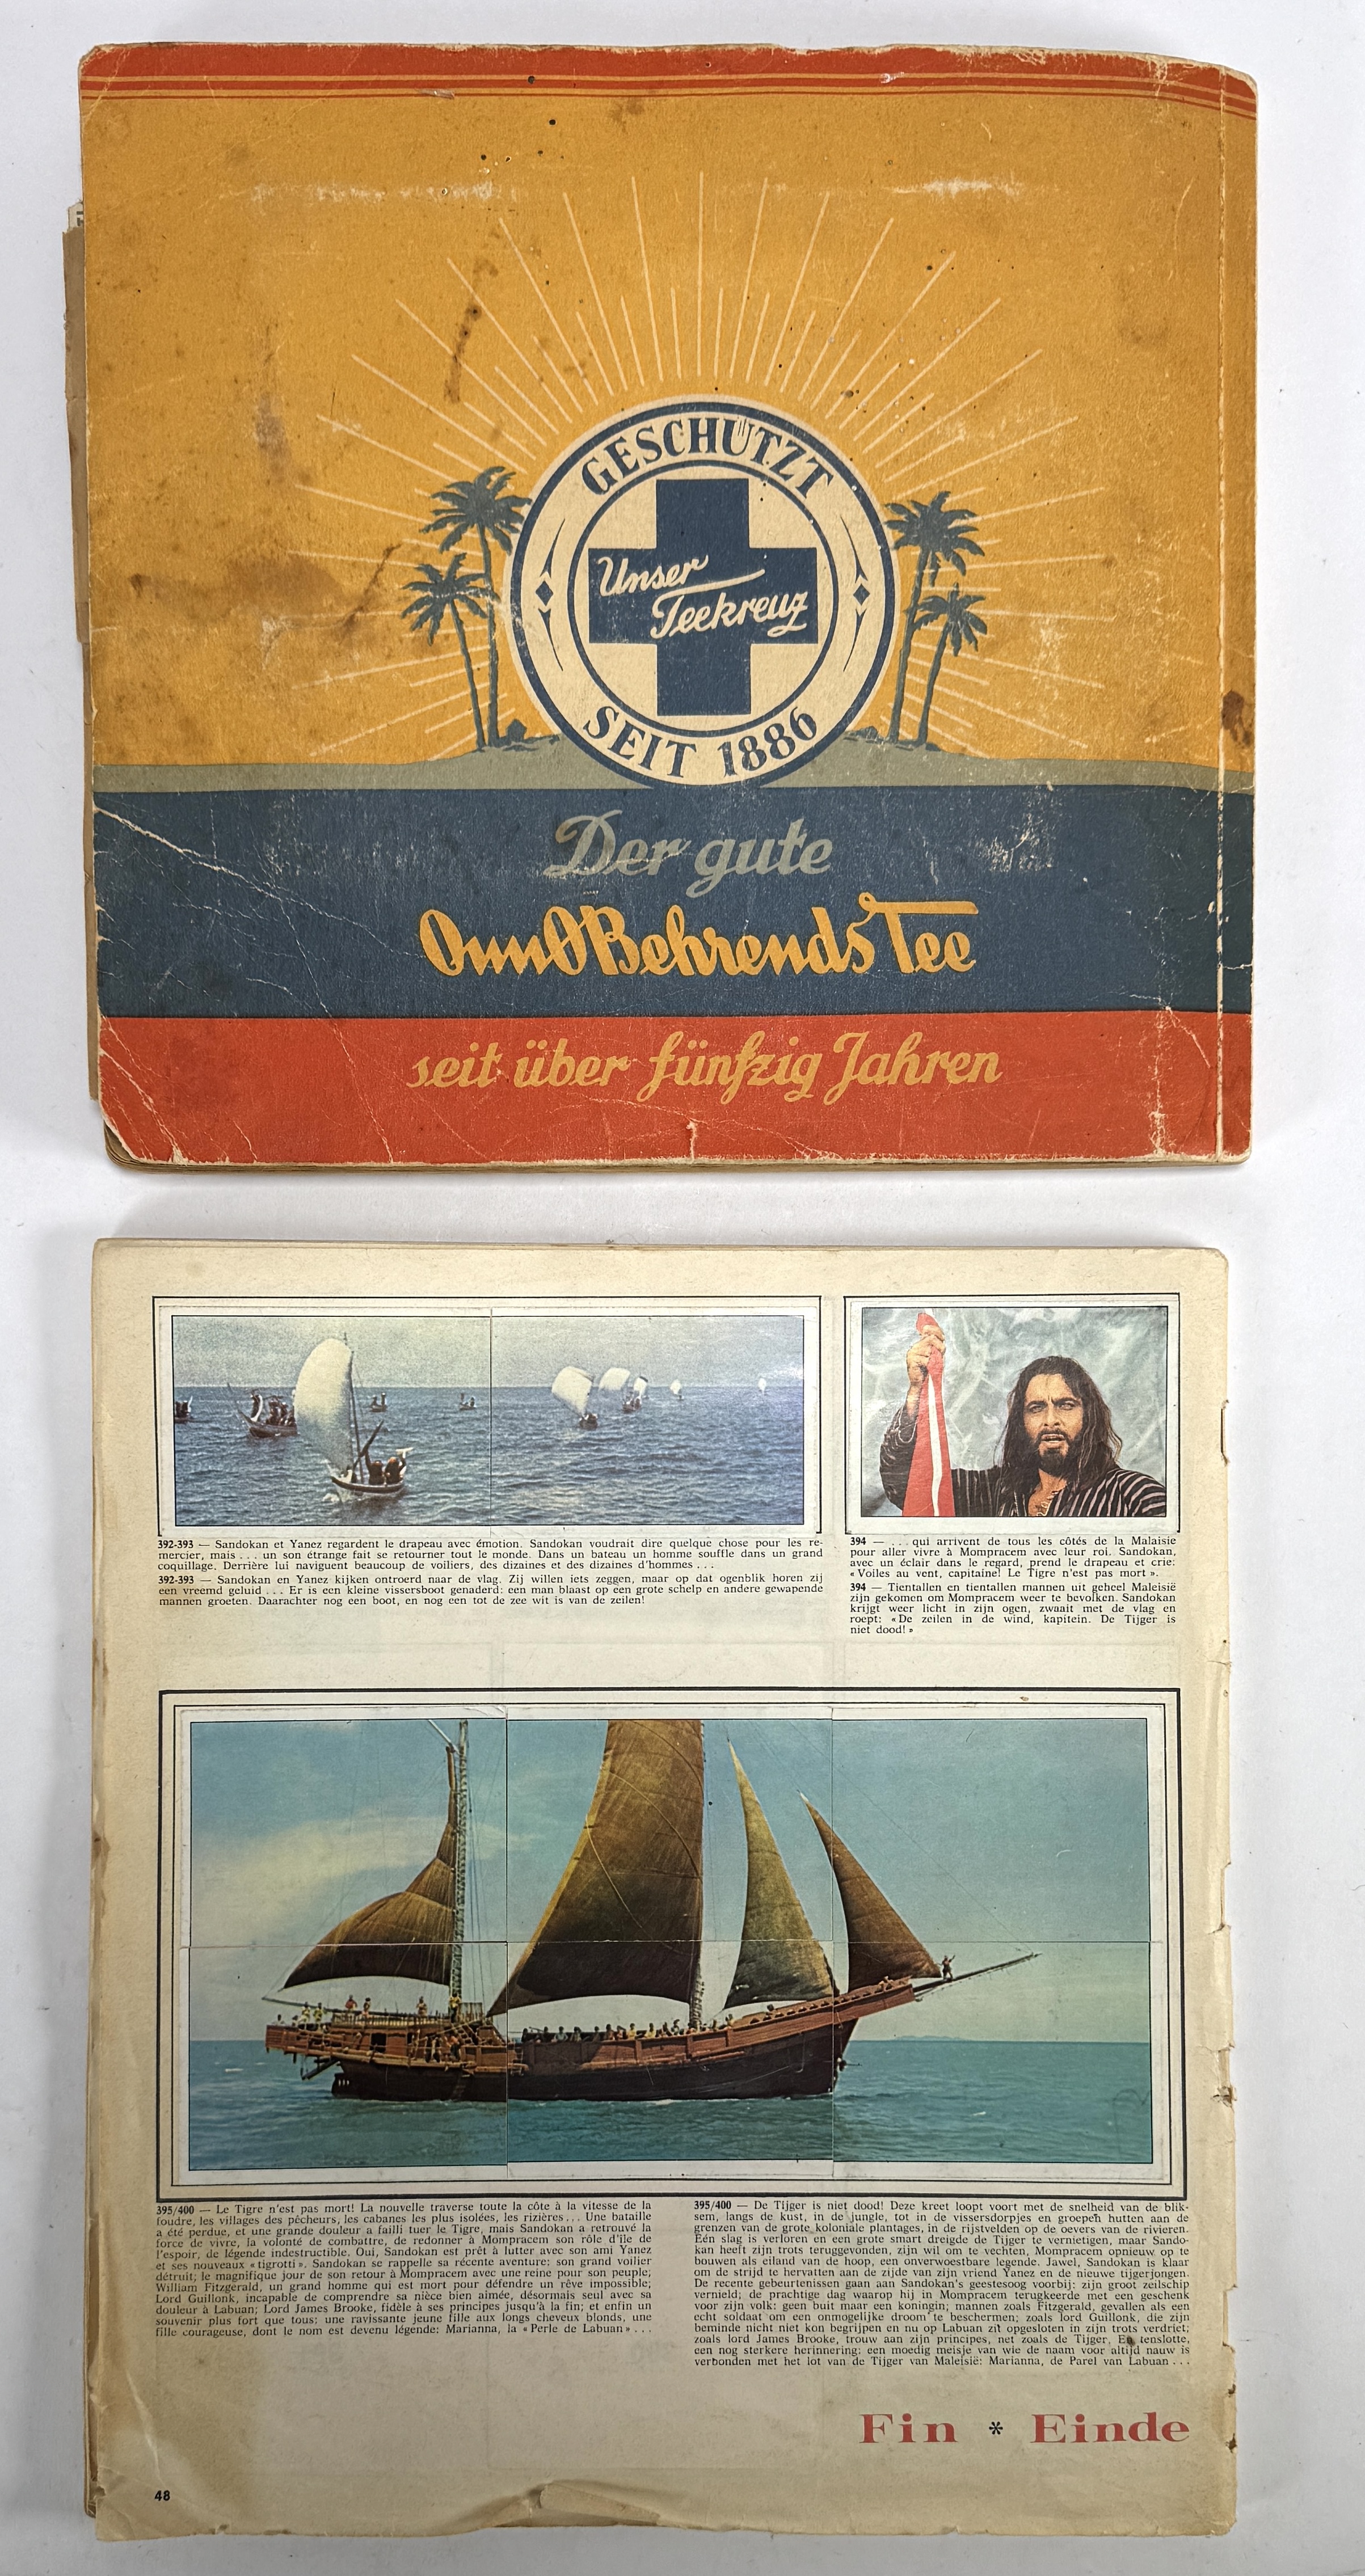 GESCHÜTZT
Unser
Teekreuz
SEIT 1886
Der gute
Onno Behrends Tee
seit über fünfzig Jahren
392-393 — Sandokan et Yanez regardent le drapeau avec émotion. Sandokan voudrait dire quelque chose pour les re-
mercier, mais ... un son étrange fait se retourner tout le monde. Dans un bateau un homme souffle dans un grand
coquillage. Derrière lui naviguent beaucoup de voiliers, des dizaines et des dizaines d'hommes ...
392-393 — Sandokan en Yanez kijken ontroerd naar de vlag. Zij willen iets zeggen, maar op dat ogenblik horen zij
een vreemd geluid ... Er is een kleine vissersboot genaderd: een man blaast op een grote schelp en andere gewapende
mannen groeten. Daarachter nog een boot, en nog een tot de zee wit is van de zeilen!
394 — ... qui arrivent de tous les côtés de la Malaisie
pour aller vivre à Mompracem avec leur roi. Sandokan,
avec un éclair dans le regard, prend le drapeau et crie:
«Voiles au vent, capitaine! Le Tigre n'est pas mort».
394 — Tientallen en tientallen mannen uit geheel Maleisië
zijn gekomen om Mompracem weer te bevolken. Sandokan
krijgt weer licht in zijn ogen, zwaait met de vlag en
roept: «De zeilen in de wind, kapitein. De Tijger is
niet dood!»
395/400 — Le Tigre n'est pas mort! La nouvelle traverse toute la côte à la vitesse de la
foudre, les villages des pêcheurs, les cabanes les plus isolées, les rizières ... Une bataille
a été perdue, et une grande douleur a failli tuer le Tigre, mais Sandokan a retrouvé la
force de vivre, la volonté de combattre, de redonner à Mompracem son rôle d'île de
l'espoir, de légende indestructible. Oui, Sandokan est prêt à lutter avec son ami Yanez
et ses nouveaux «tigrotti». Sandokan se rappelle sa récente aventure: son grand voilier
détruit; le magnifique jour de son retour à Mompracem avec une reine pour son peuple;
William Fitzgerald, un grand homme qui est mort pour défendre un rêve impossible;
Lord Guillonk, incapable de comprendre sa nièce bien aimée, désormais seul avec sa
douleur à Labuan; Lord James Brooke, fidèle à ses principes jusqu'à la fin; et enfin un
souvenir plus fort que tous: une ravissante jeune fille aux longs cheveux blonds, une
fille courageuse, dont le nom est devenu légende: Marianna, la «Perle de Labuan» ...
395/400 — De Tijger is niet dood! Deze kreet loopt voort met de snelheid van de blik-
sem, langs de kust, in de jungle, tot in de vissersdorpjes en groepen hutten aan de
grenzen van de grote koloniale plantages, in de rijstvelden op de oevers van de rivieren.
Eén slag is verloren en een grote smart dreigde de Tijger te vernietigen, maar Sando-
kan heeft zijn trots teruggevonden, zijn wil om te vechten, Mompracem opnieuw op te
bouwen als eiland van de hoop, een onverwoestbare legende. Jawel, Sandokan is klaar
om de strijd te hervatten aan de zijde van zijn vriend Yanez en de nieuwe tijgerjongen.
De recente gebeurtenissen gaan aan Sandokan's geestesoog voorbij: zijn groot zeilschip
vernield; de prachtige dag waarop hij in Mompracem terugkeerde met een geschenk
voor zijn volk: geen buit maar een koningin; mannen zoals Fitzgerald, gevallen als een
echt soldaat om een onmogelijke droom te beschermen; zoals lord Guillonk, die zijn
beminde nicht niet kon begrijpen en nu op Labuan zit opgesloten in zijn trots verdriet;
zoals lord James Brooke, trouw aan zijn principes, net zoals de Tijger. En tenslotte,
een nog sterkere herinnering: een moedig meisje van wie de naam voor altijd nauw is
verbonden met het lot van de Tijger van Maleisië: Marianna, de Parel van Labuan ...
Fin * Einde
48